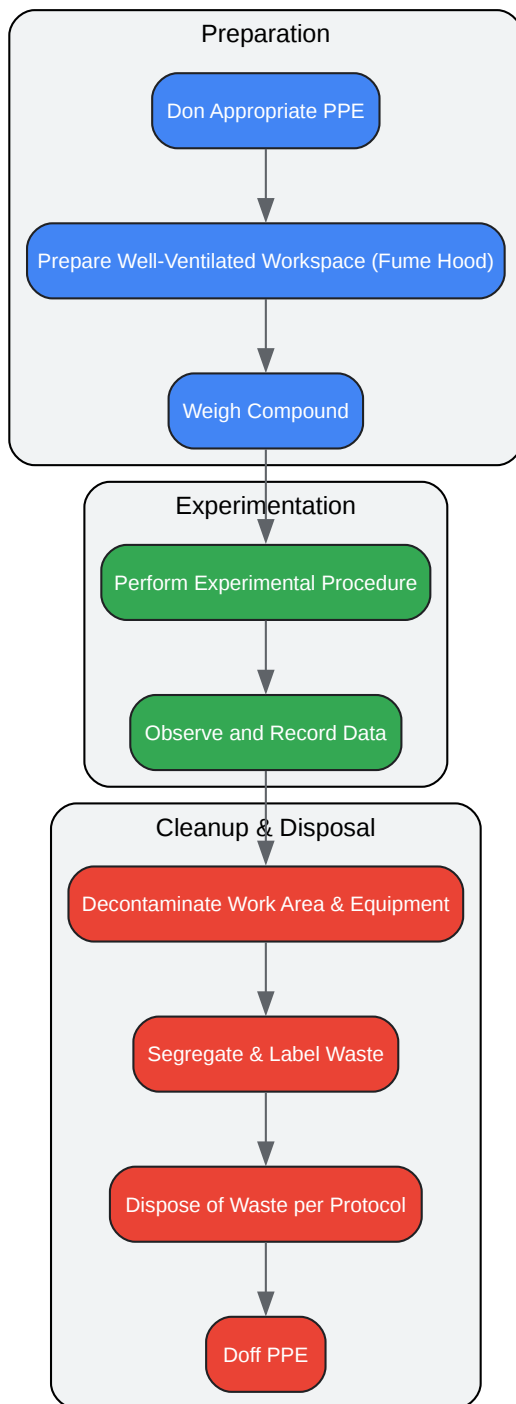 Preparation
Don Appropriate PPE
Prepare Well-Ventilated Workspace (Fume Hood)
Weigh Compound
Experimentation
Perform Experimental Procedure
Observe and Record Data
Cleanup & Disposal
Decontaminate Work Area & Equipment
Segregate & Label Waste
Dispose of Waste per Protocol
Doff PPE